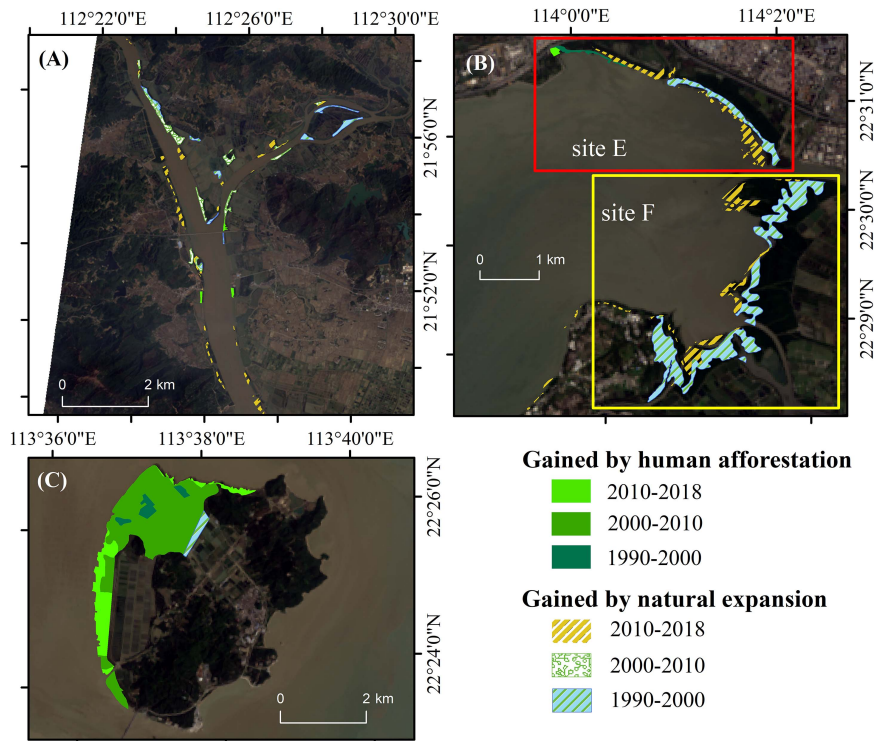 112°22'0"E 112°26'0"E 112°30'0"E
(A)
21°56'0"N
21°52'0"N
0 2 km
114°0'0"E 114°2'0"E
(B)
site E
site F
0 1 km
22°31'0"N
22°30'0"N
22°29'0"N
113°36'0"E 113°38'0"E 113°40'0"E
(C)
22°26'0"N
22°24'0"N
0 2 km
Gained by human afforestation
2010-2018
2000-2010
1990-2000
Gained by natural expansion
2010-2018
2000-2010
1990-2000